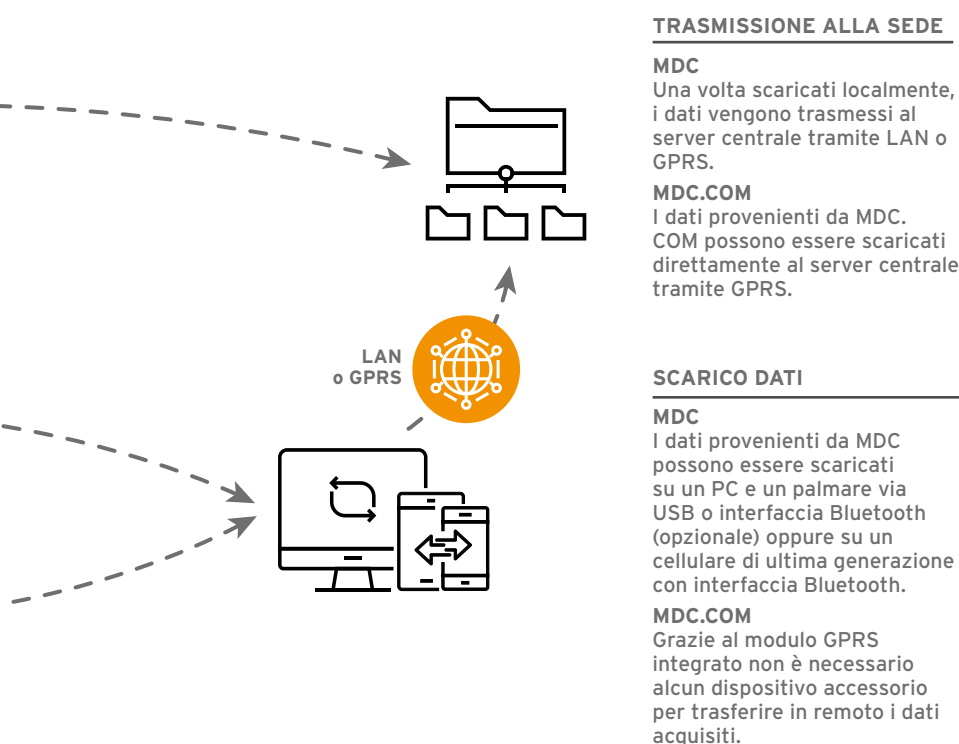 TRASMISSIONE ALLA SEDE
MDC
Una volta scaricati localmente,
i dati vengono trasmessi al
server centrale tramite LAN o
GPRS.
MDC.COM
I dati provenienti da MDC.
COM possono essere scaricati
direttamente al server centrale
tramite GPRS.
LAN
o GPRS
SCARICO DATI
MDC
I dati provenienti da MDC
possono essere scaricati
su un PC e un palmare via
USB o interfaccia Bluetooth
(opzionale) oppure su un
cellulare di ultima generazione
con interfaccia Bluetooth.
MDC.COM
Grazie al modulo GPRS
integrato non è necessario
alcun dispositivo accessorio
per trasferire in remoto i dati
acquisiti.